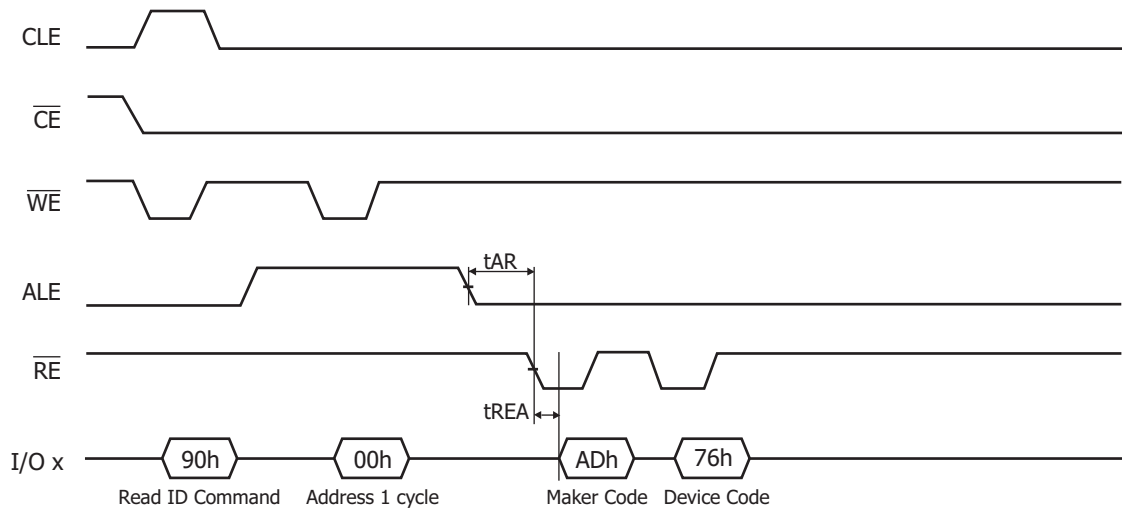 CLE
CE
WE
ALE
tAR
RE
tREA
I/O x
90h
00h
ADh
76h
Read ID Command
Address 1 cycle
Maker Code
Device Code